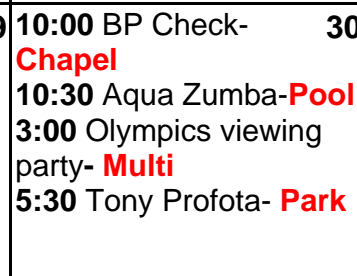 9 10:00 BP Check- 30
Chapel
10:30 Aqua Zumba-Pool
3:00 Olympics viewing
party- Multi
5:30 Tony Profota- Park